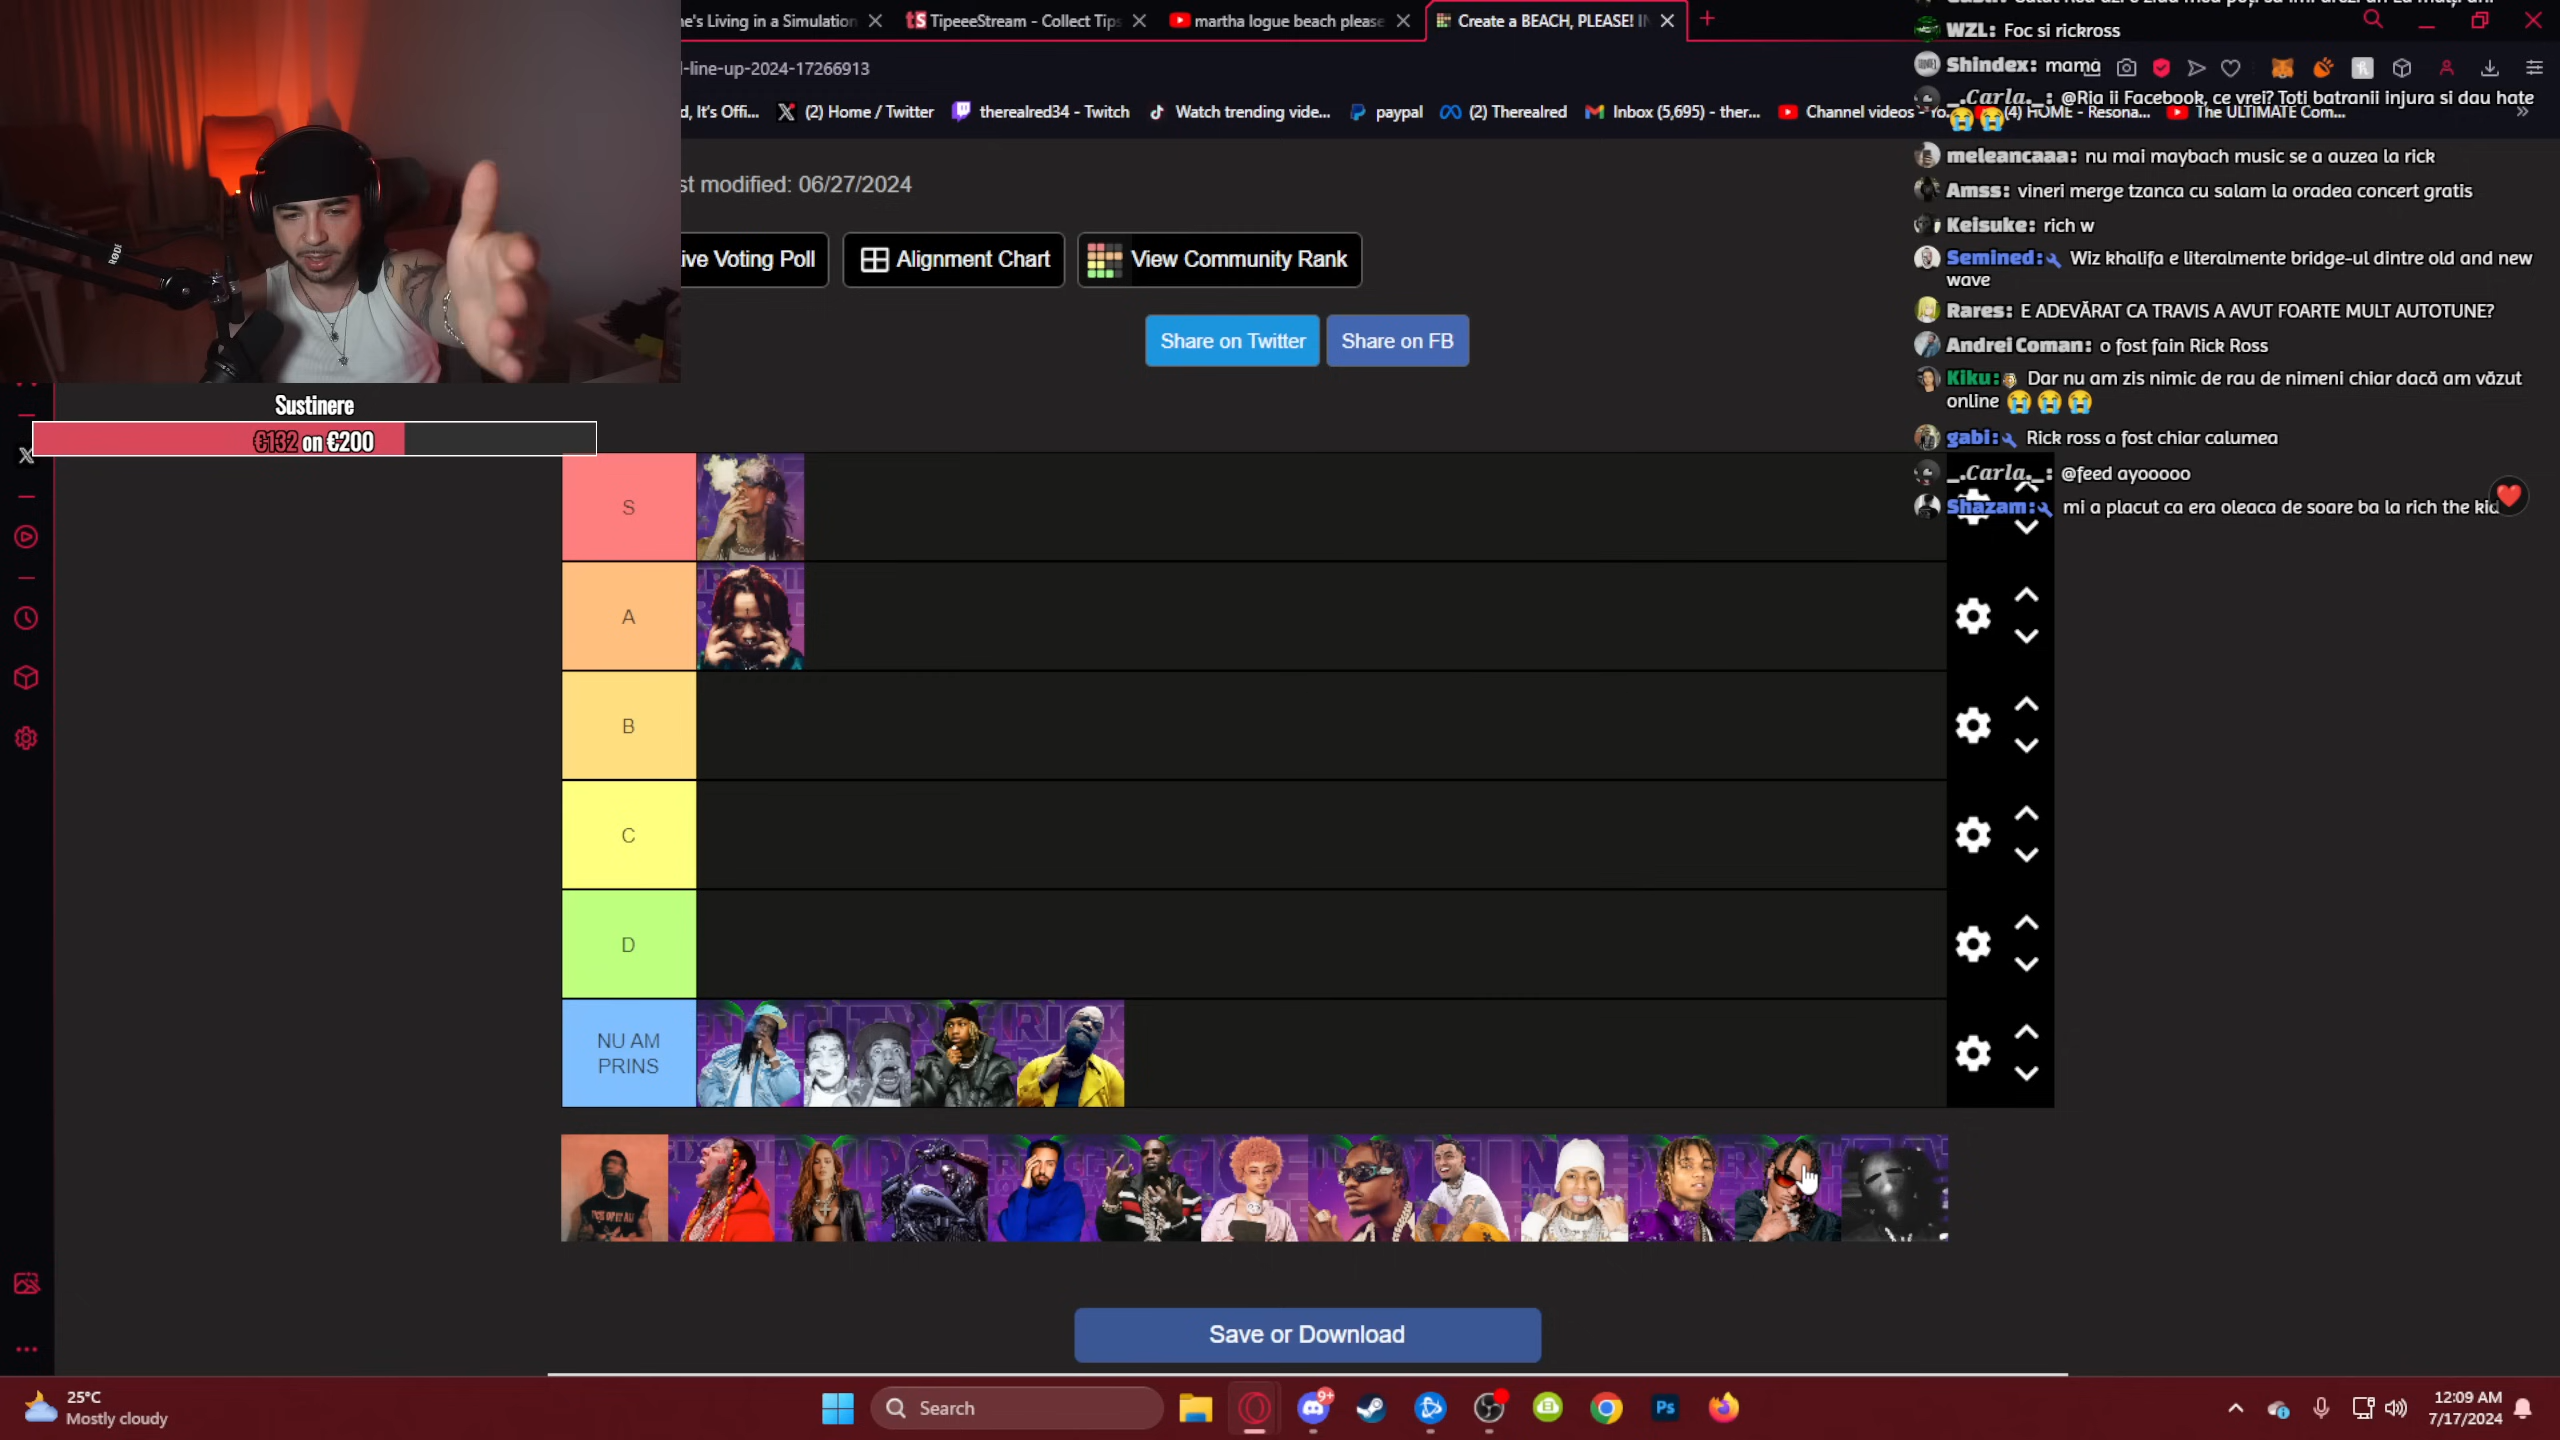 ne's Living in a Simulation
TipeeeStream - Collect Tips
martha logue beach please
Create a BEACH, PLEASE! IN
l-line-up-2024-17266913
d, It's Offi...
(2) Home / Twitter
therealred34 - Twitch
Watch trending vide...
paypal
(2) Therealred
Inbox (5,695) - ther...
Channel videos - Yo...
(4) HOME - Resona...
The ULTIMATE Com...
st modified: 06/27/2024
ive Voting Poll
Alignment Chart
View Community Rank
Share on Twitter
Share on FB
WZL: Foc si rickross
Shindex: mama
_.Carla._: @Ria ii Facebook, ce vrei? Toti batranii injura si dau hate
😭😭
meleancaaa: nu mai maybach music se a auzea la rick
Amss: vineri merge tzanca cu salam la oradea concert gratis
Keisuke: rich w
Semined: Wiz khalifa e literalmente bridge-ul dintre old and new
wave
Rares: E ADEVĂRAT CA TRAVIS A AVUT FOARTE MULT AUTOTUNE?
Andrei Coman: o fost fain Rick Ross
Kiku: Dar nu am zis nimic de rau de nimeni chiar dacă am văzut
online 😭😭😭
gabi: Rick ross a fost chiar calumea
_.Carla._: @feed ayooooo
Shazam: mi a placut ca era oleaca de soare ba la rich the kid
RØDE
Sustinere
€132 on €200
S
A
B
C
D
NU AM
PRINS
Save or Download
25°C
Mostly cloudy
Search
9+
Ps
12:09 AM
7/17/2024